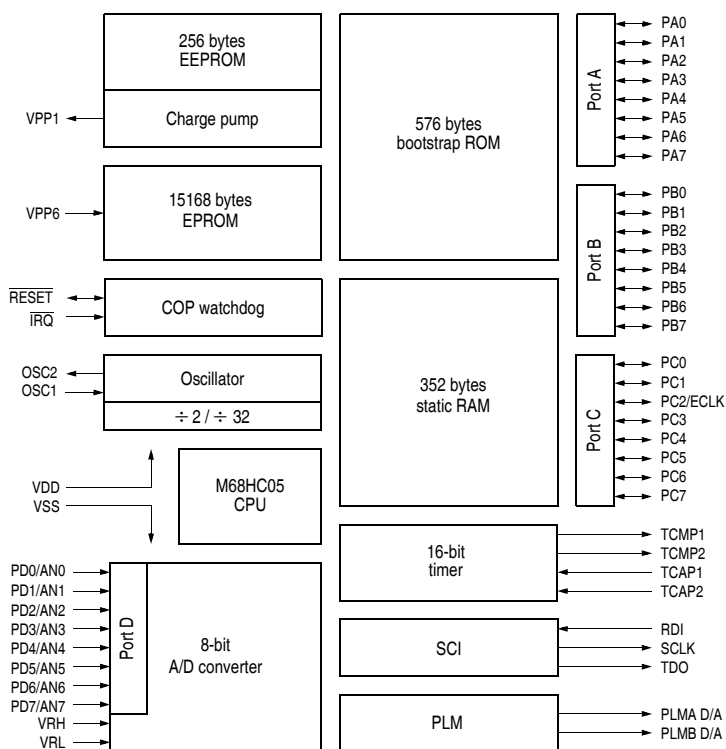 256 bytes
EEPROM
Charge pump
VPP1
15168 bytes
EPROM
VPP6
RESET
IRQ
COP watchdog
OSC2
OSC1
Oscillator
÷ 2 / ÷ 32
VDD
VSS
M68HC05
CPU
PD0/AN0
PD1/AN1
PD2/AN2
PD3/AN3
PD4/AN4
PD5/AN5
PD6/AN6
PD7/AN7
VRH
VRL
Port D
8-bit
A/D converter
576 bytes
bootstrap ROM
352 bytes
static RAM
16-bit
timer
SCI
PLM
Port A
PA0
PA1
PA2
PA3
PA4
PA5
PA6
PA7
Port B
PB0
PB1
PB2
PB3
PB4
PB5
PB6
PB7
Port C
PC0
PC1
PC2/ECLK
PC3
PC4
PC5
PC6
PC7
TCMP1
TCMP2
TCAP1
TCAP2
RDI
SCLK
TDO
PLMA D/A
PLMB D/A